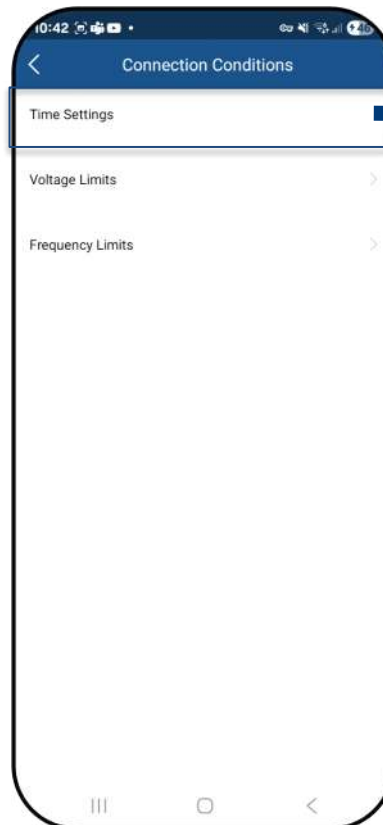 10:42
Connection Conditions
Time Settings
Voltage Limits
Frequency Limits